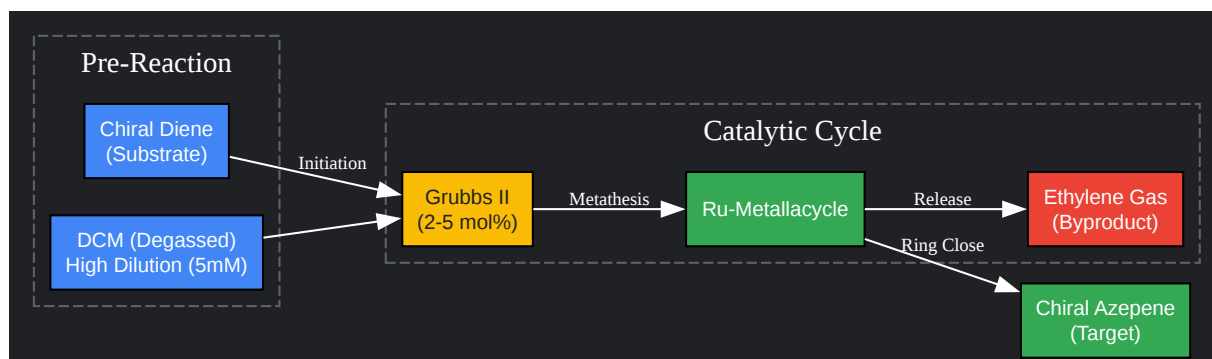 Pre-Reaction
Chiral Diene
(Substrate)
DCM (Degassed)
High Dilution (5mM)
Initiation
Catalytic Cycle
Grubbs II
(2-5 mol%)
Metathesis
Ru-Metallacycle
Release
Ring Close
Ethylene Gas
(Byproduct)
Chiral Azepene
(Target)